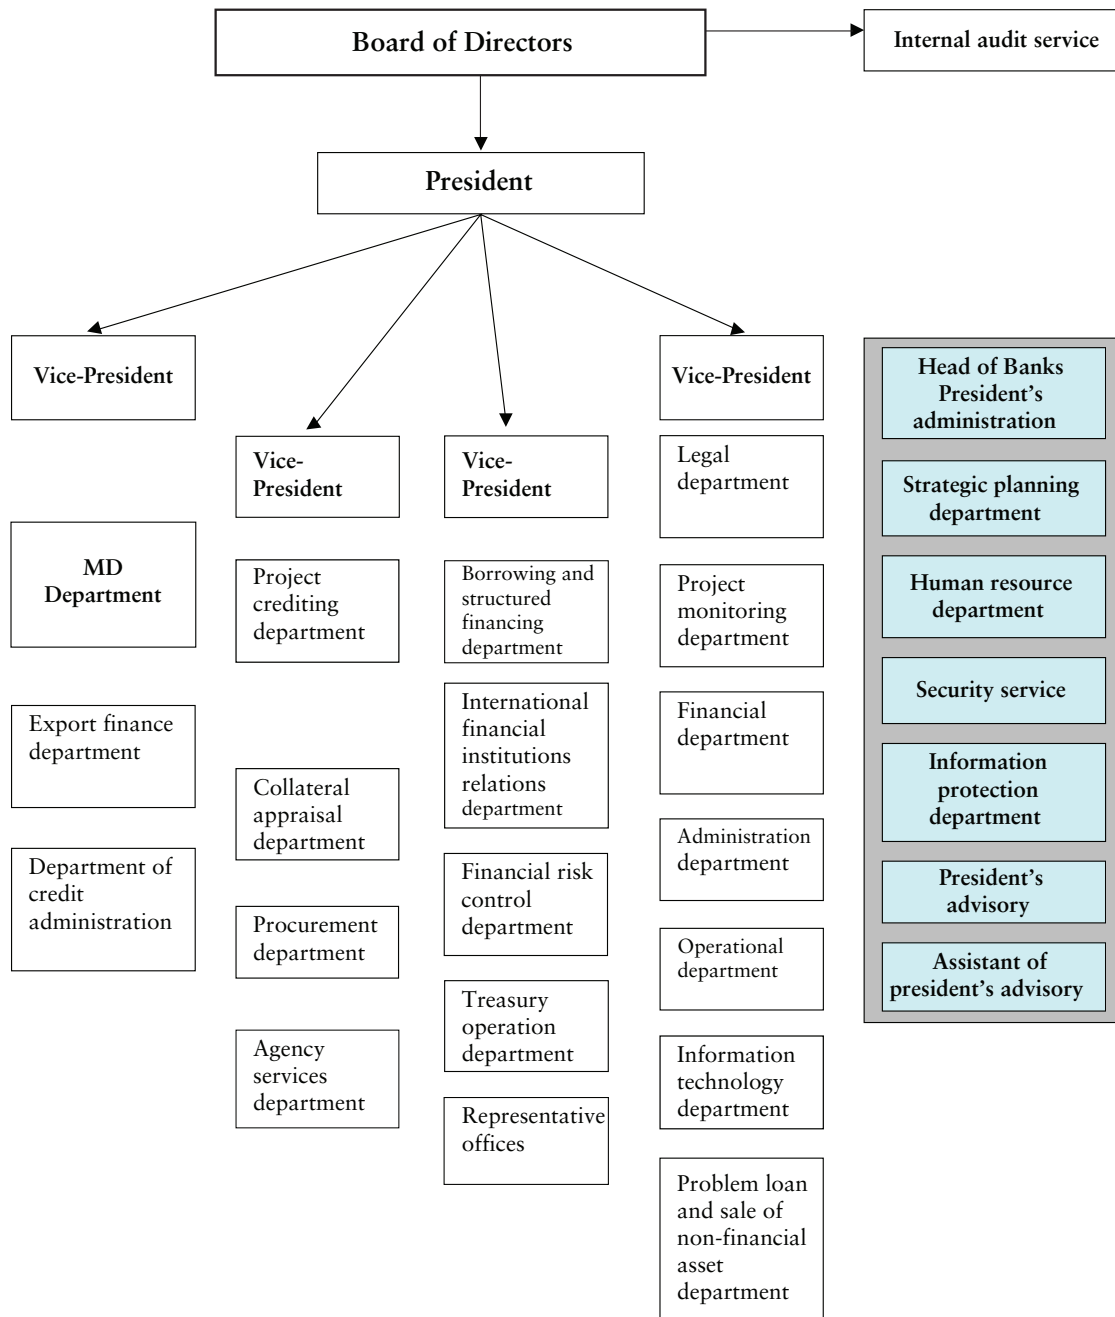 Board of Directors
Internal audit service
President
Vice-President
MD
Department
Export finance
department
Department of
credit
administration
Vice-
President
Project
crediting
department
Collateral
appraisal
department
Procurement
department
Agency
services
department
Vice-
President
Borrowing and
structured
financing
department
International
financial
institutions
relations
department
Financial risk
control
department
Treasury
operation
department
Representative
offices
Vice-President
Legal
department
Project
monitoring
department
Financial
department
Administration
department
Operational
department
Information
technology
department
Problem loan
and sale of
non-financial
asset
department
Head of Banks
President’s
administration
Strategic planning
department
Human resource
department
Security service
Information
protection
department
President’s
advisory
Assistant of
president’s advisory